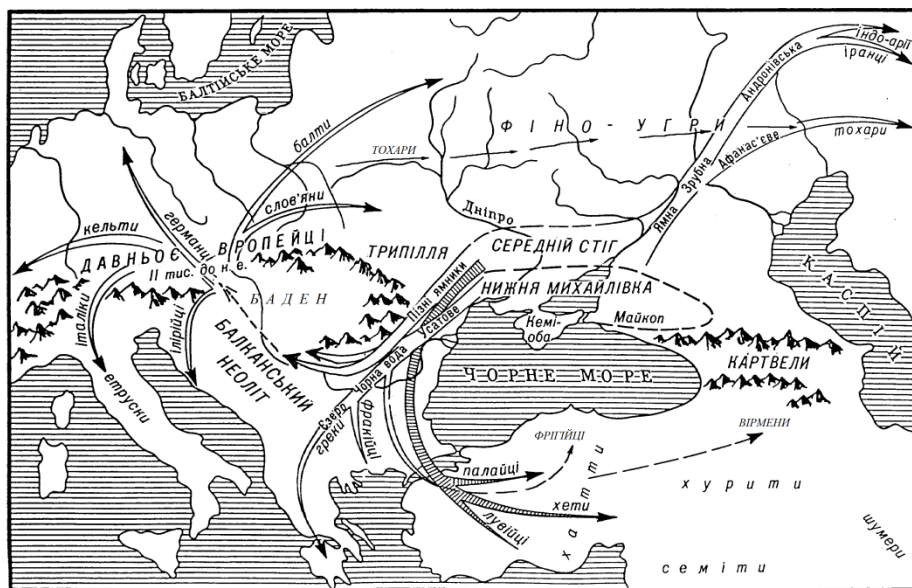 БАЛТІЙСЬКЕ МОРЕ
Андронівська
індо-арії
іранці
ФІНО-УГРИ
балти
ТОХАРИ
Афанас'єве
тохари
Зрубна
Ямна
слов'яни
Дніпро
германці
кельти
ДАВНЬОЄВРОПЕЙЦІ
II тис. до н.е.
ТРИПІЛЛЯ
СЕРЕДНІЙ СТІГ
НИЖНЯ МИХАЙЛІВКА
КАСПІЙ
БАДЕН
Пізні ямники
Усатове
Кемі-
оба
Майкоп
італіки
іллірійці
БАЛКАНСЬКИЙ
НЕОЛІТ
Чорна вода
ЧОРНЕ МОРЕ
КАРТВЕЛИ
етруски
Езеро
греки
фракійці
ФРІГІЙЦІ
ВІРМЕНИ
палайці
хатти
хурити
хети
лувійці
шумери
семіти